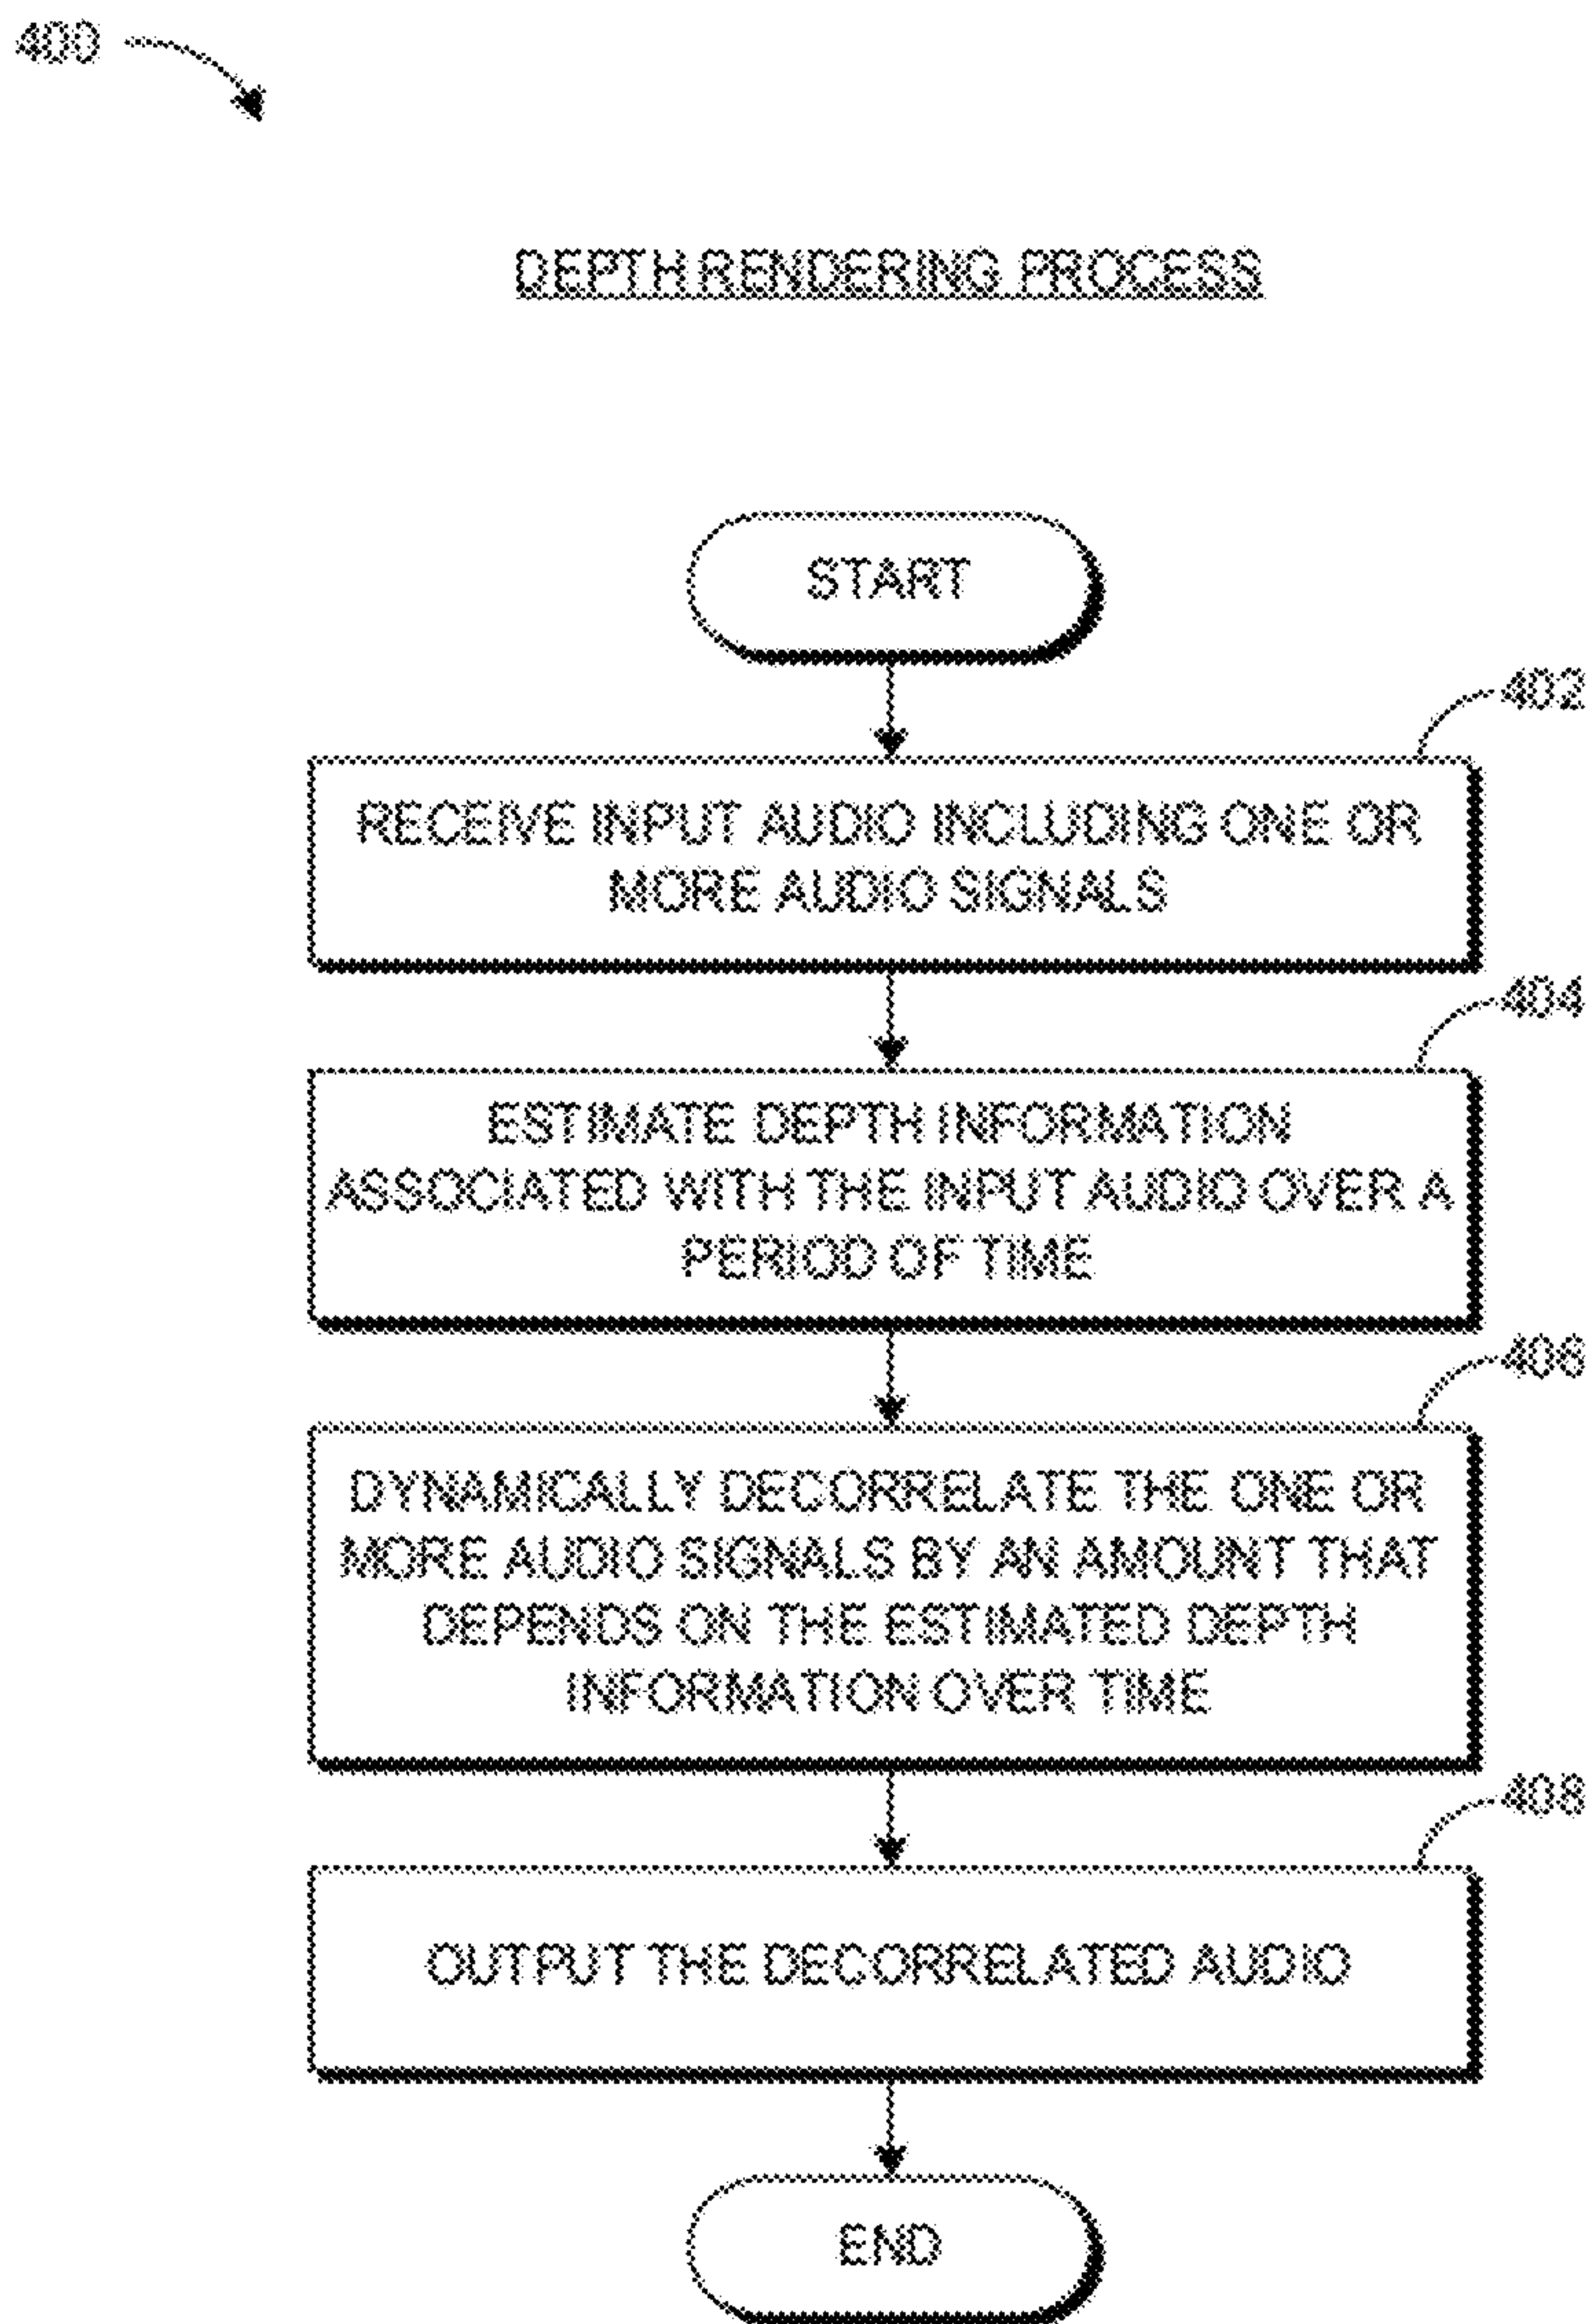 400
DEPTH RENDERING PROCESS
START
402
RECEIVE INPUT AUDIO INCLUDING ONE OR
MORE AUDIO SIGNALS
404
ESTIMATE DEPTH INFORMATION
ASSOCIATED WITH THE INPUT AUDIO OVER A
PERIOD OF TIME
406
DYNAMICALLY DECORRELATE THE ONE OR
MORE AUDIO SIGNALS BY AN AMOUNT THAT
DEPENDS ON THE ESTIMATED DEPTH
INFORMATION OVER TIME
408
OUTPUT THE DECORRELATED AUDIO
END